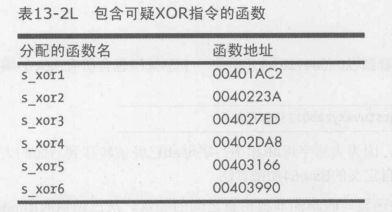 表13-2L 包含可疑XOR指令的函数
分配的函数名 函数地址
s_xor1 00401AC2
s_xor2 0040223A
s_xor3 004027ED
s_xor4 00402DA8
s_xor5 00403166
s_xor6 00403990